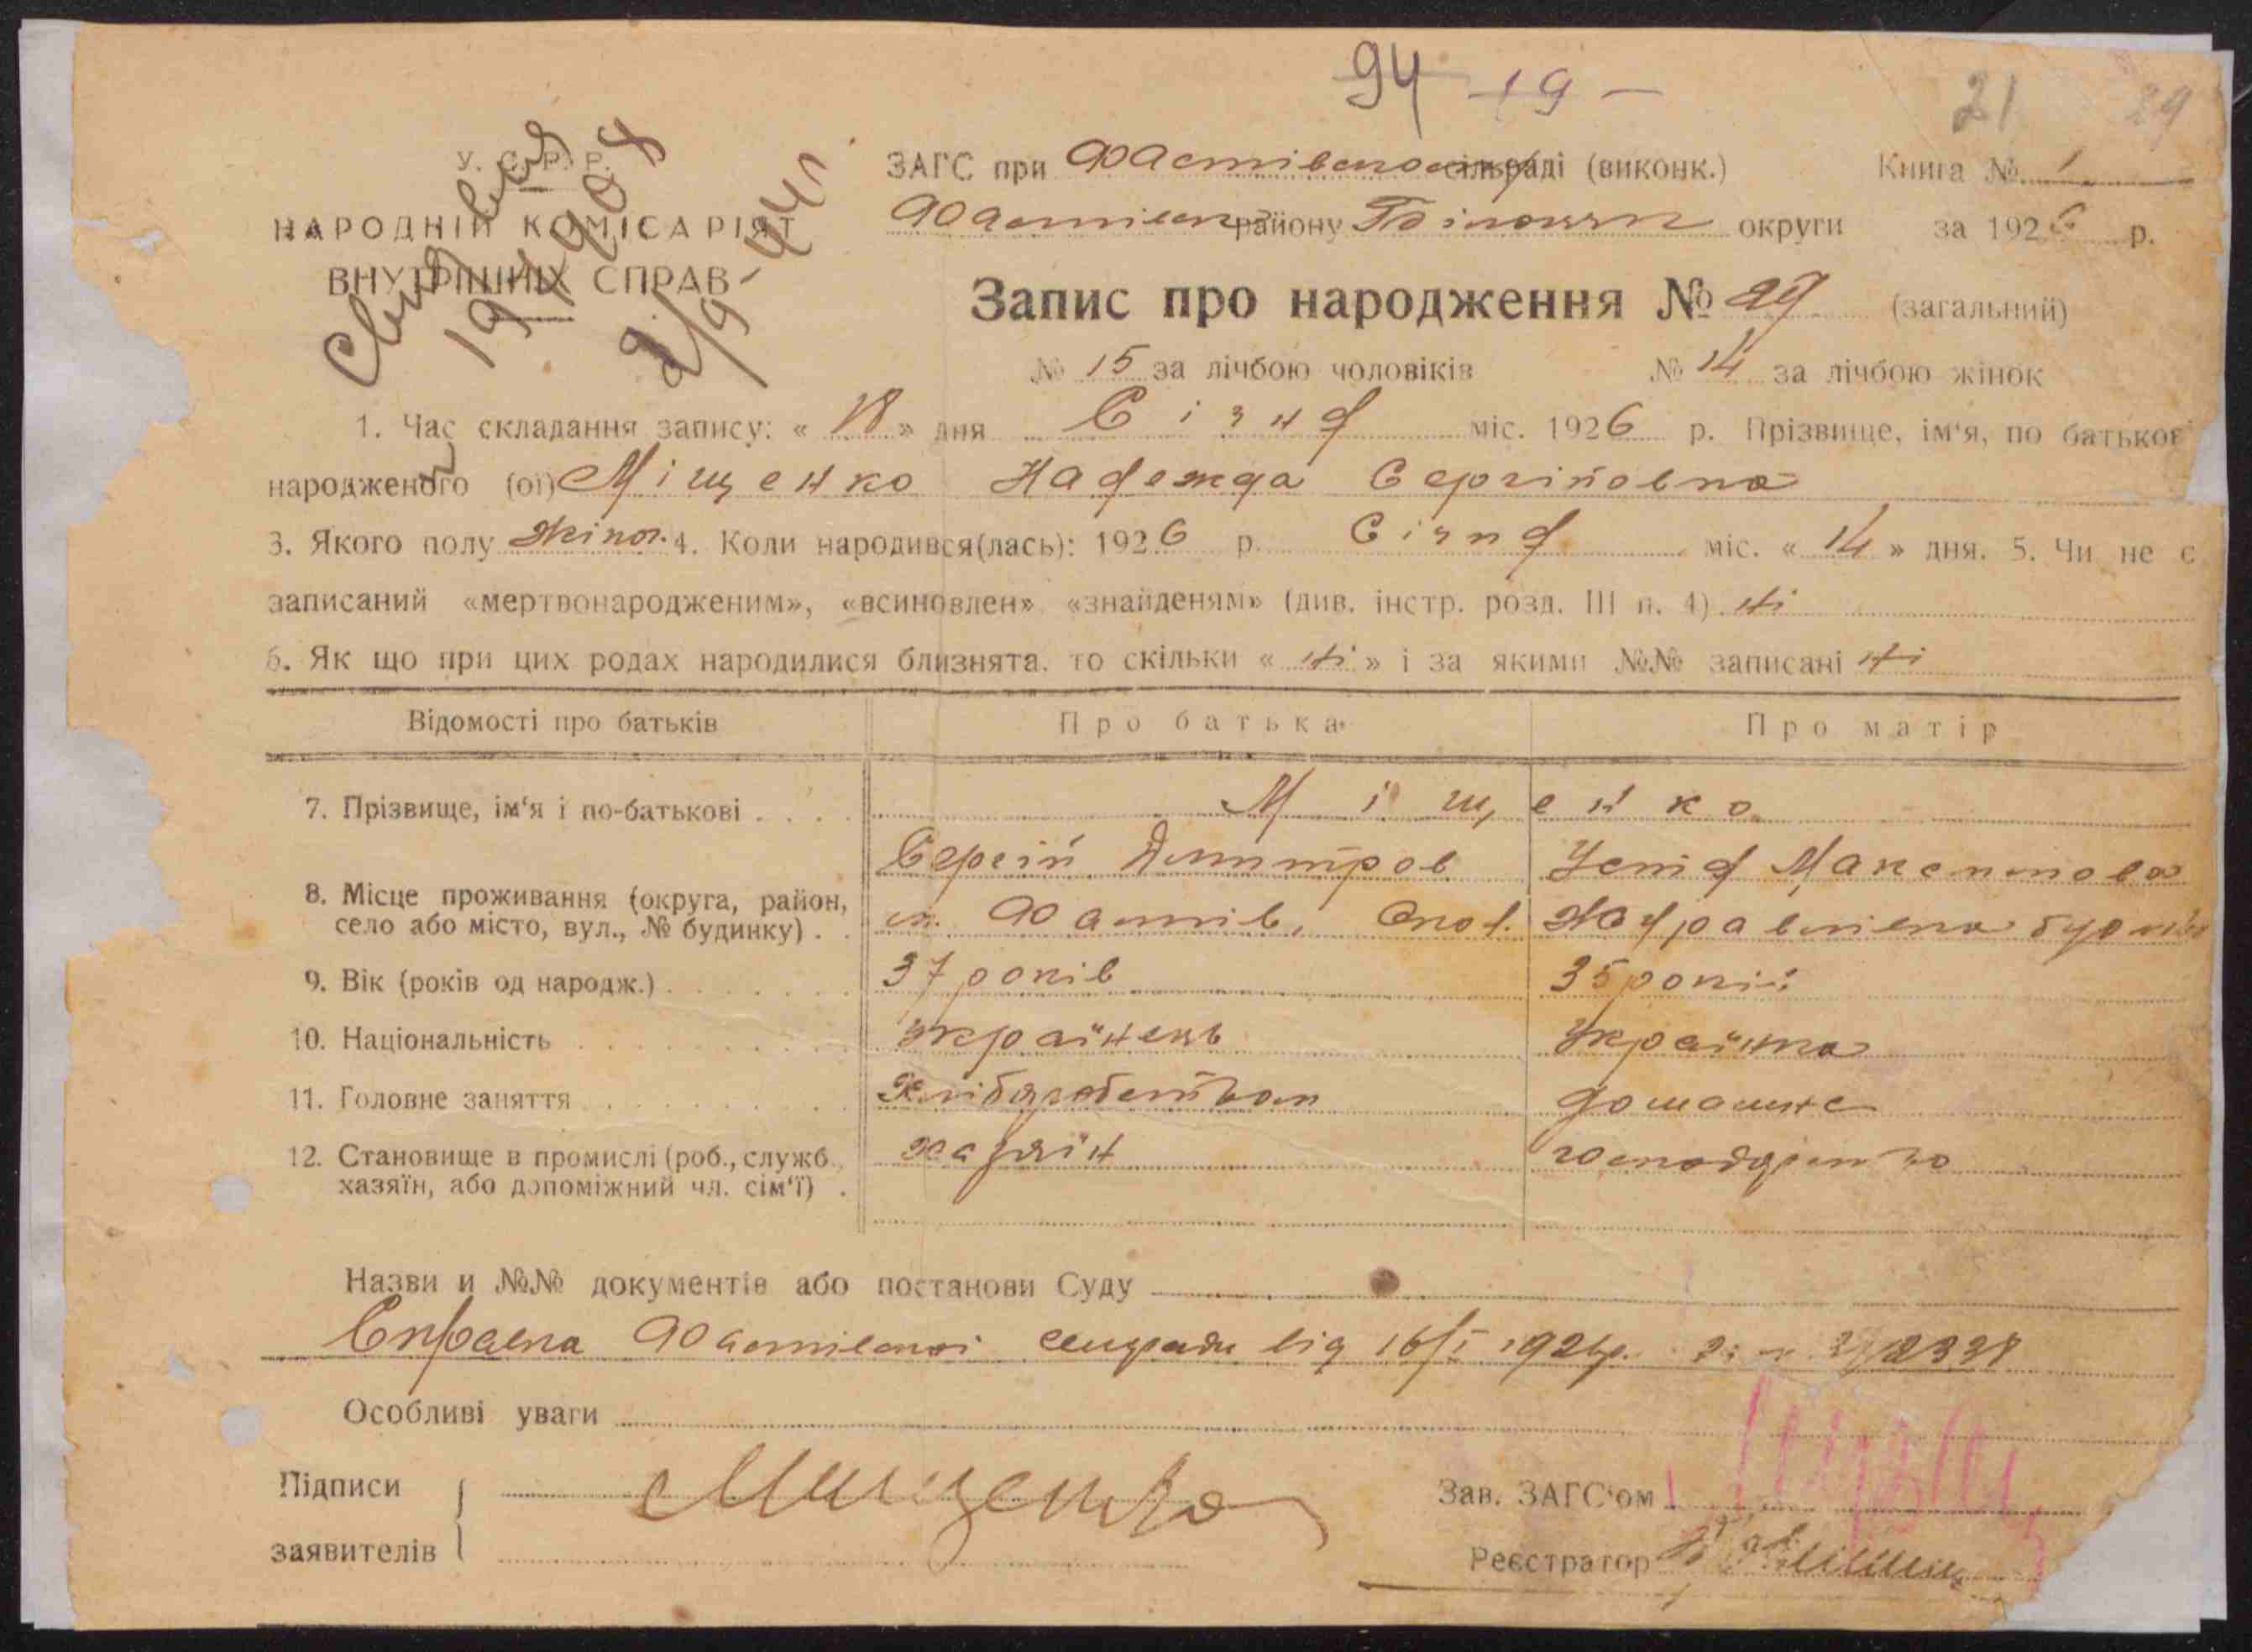 94 19 –
21 29
У. С. Р. Р.
НАРОДНІЙ КОМІСАРІЯТ
ВНУТРІШНІХ СПРАВ
ЗАГС при Фастівсько сільраді (виконк.) Книга № 1
Фастівськ району Білоцерк округи за 1926 р.
Запис про народження № 29 (загальний)
№ 15 за лічбою чоловіків № 14 за лічбою жінок
1. Час складання запису: « 18 » дня Січня міс. 1926 р. Прізвище, ім'я, по батькові
народженого (ої) Міщенко Надежда Сергійовна
3. Якого полу жіноч. 4. Коли народився(лась): 1926 р. Січня міс. « 14 » дня. 5. Чи не є
записаний «мертвонародженим», «всиновлен» «знайденям» (див. інстр. розд. III п. 4) ні
6. Як що при цих родах народилися близнята, то скільки « ні » і за якими №№ записані ні
Відомості про батьків Про батька Про матір
7. Прізвище, ім'я і по-батькові . . . . Міщенко
Сергій Дмитров Устя Максимова
8. Місце проживання (округа, район, село або місто, вул., № будинку) . . м. Фастів,
9. Вік (років од народж.) . . . . . . . 37 років 35 років
10. Національність . . . . . . . . . . українець українка
11. Головне заняття . . . . . . . . . Хліборобством домашнє
12. Становище в промислі (роб., служб., хазяїн, або допоміжний чл. сім'ї) . хазяїн господарство
Назви и №№ документів або постанови Суду
Справка Фастівської сельради від 16/I 1926р. 2338
Особливі уваги
Підписи Мищенко Зав. ЗАГС'ом
заявителів Реєстратор